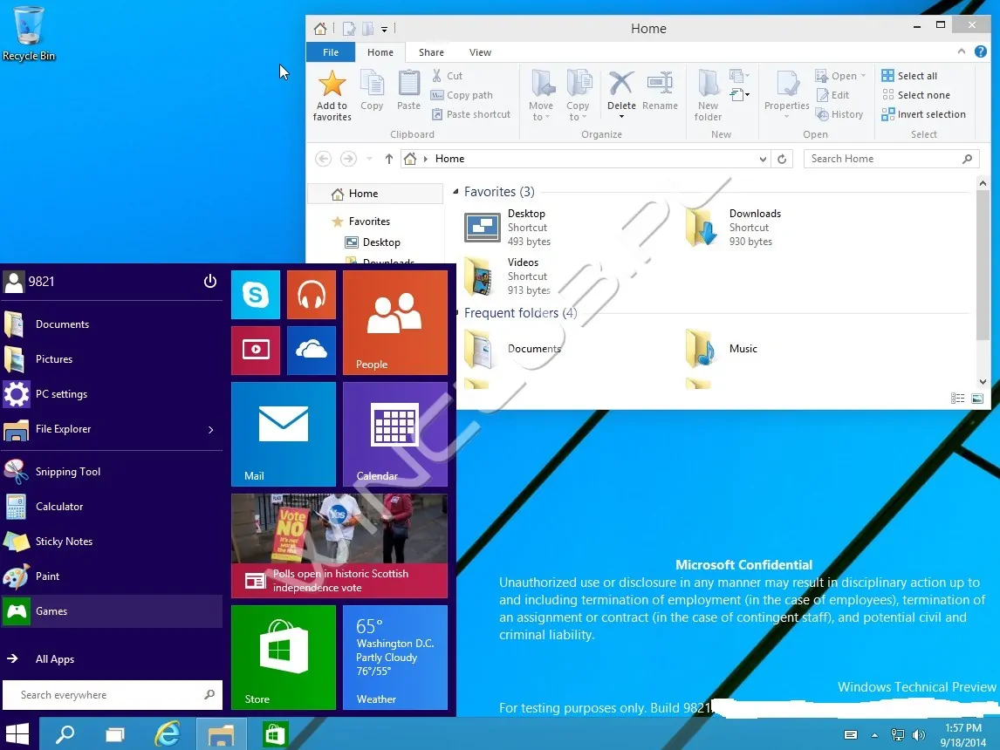 Recycle Bin
Home
File
Home
Share
View
Add to
favorites
Copy
Paste
Cut
Copy path
Paste shortcut
Clipboard
Move
to
Copy
to
Delete
Rename
Organize
New
folder
New
Properties
Open
Edit
History
Open
Select all
Select none
Invert selection
Select
Home
Search Home
Home
Favorites
Desktop
Downloads
Favorites (3)
Desktop
Shortcut
493 bytes
Downloads
Shortcut
930 bytes
Videos
Shortcut
913 bytes
Frequent folders (4)
Documents
Music
9821
Documents
Pictures
PC settings
File Explorer
Snipping Tool
Calculator
Sticky Notes
Paint
Games
All Apps
Search everywhere
People
Mail
Calendar
Vote
NO
Yes
Polls open in historic Scottish
independence vote
Store
65°
Washington D.C.
Partly Cloudy
76°/55°
Weather
Microsoft Confidential
Unauthorized use or disclosure in any manner may result in disciplinary action up to
and including termination of employment (in the case of employees), termination of
an assignment or contract (in the case of contingent staff), and potential civil and
criminal liability.
Windows Technical Preview
For testing purposes only. Build 9821
1:57 PM
9/18/2014